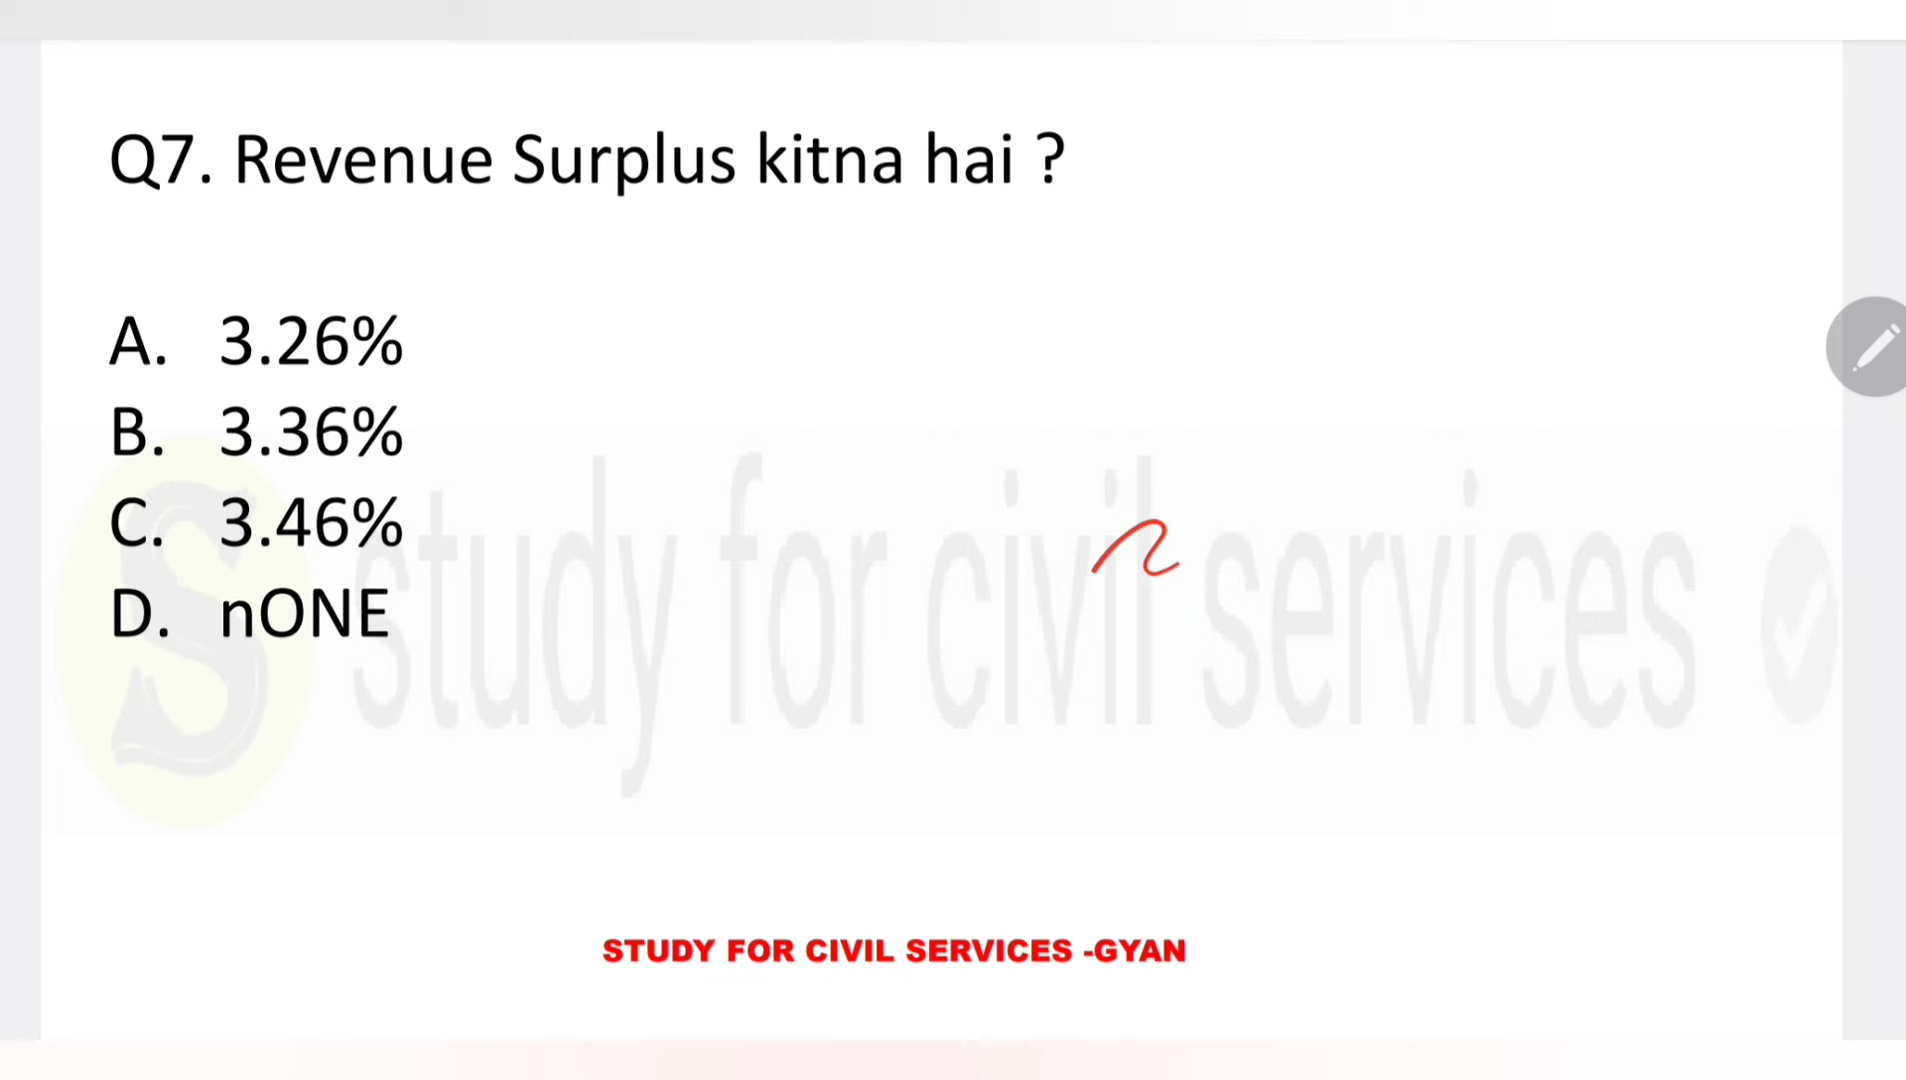 Q7. Revenue Surplus kitna hai ?
A. 3.26%
B. 3.36%
C. 3.46%
D. nONE
study for civil services
STUDY FOR CIVIL SERVICES -GYAN